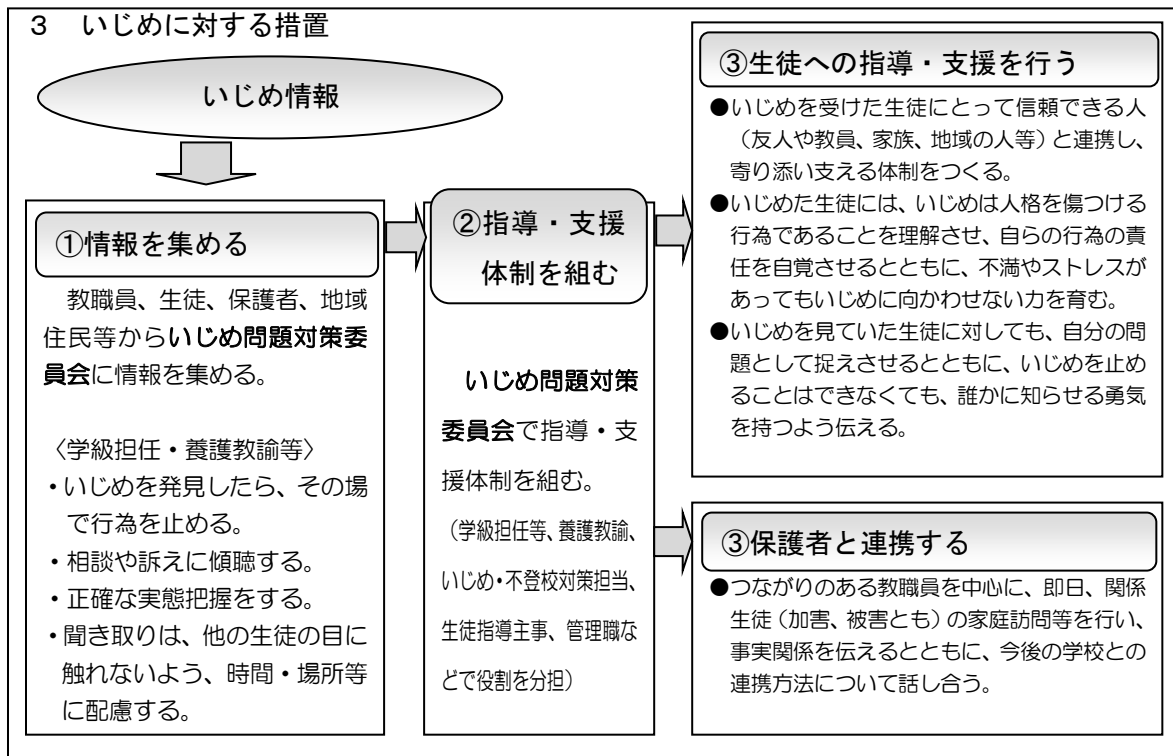 ３　いじめに対する措置
いじめ情報
①情報を集める
教職員、生徒、保護者、地域
住民等からいじめ問題対策委
員会に情報を集める。
〈学級担任・養護教諭等〉
・いじめを発見したら、その場
で行為を止める。
・相談や訴えに傾聴する。
・正確な実態把握をする。
・聞き取りは、他の生徒の目に
触れないよう、時間・場所等
に配慮する。
②指導・支援
体制を組む
いじめ問題対策
委員会で指導・支
援体制を組む。
（学級担任等、養護教諭、
いじめ・不登校対策担当、
生徒指導主事、管理職な
どで役割を分担）
③生徒への指導・支援を行う
●いじめを受けた生徒にとって信頼できる人
（友人や教員、家族、地域の人等）と連携し、
寄り添い支える体制をつくる。
●いじめた生徒には、いじめは人格を傷つける
行為であることを理解させ、自らの行為の責
任を自覚させるとともに、不満やストレスが
あってもいじめに向かわせない力を育む。
●いじめを見ていた生徒に対しても、自分の問
題として捉えさせるとともに、いじめを止め
ることはできなくても、誰かに知らせる勇気
を持つよう伝える。
③保護者と連携する
●つながりのある教職員を中心に、即日、関係
生徒（加害、被害とも）の家庭訪問等を行い、
事実関係を伝えるとともに、今後の学校との
連携方法について話し合う。